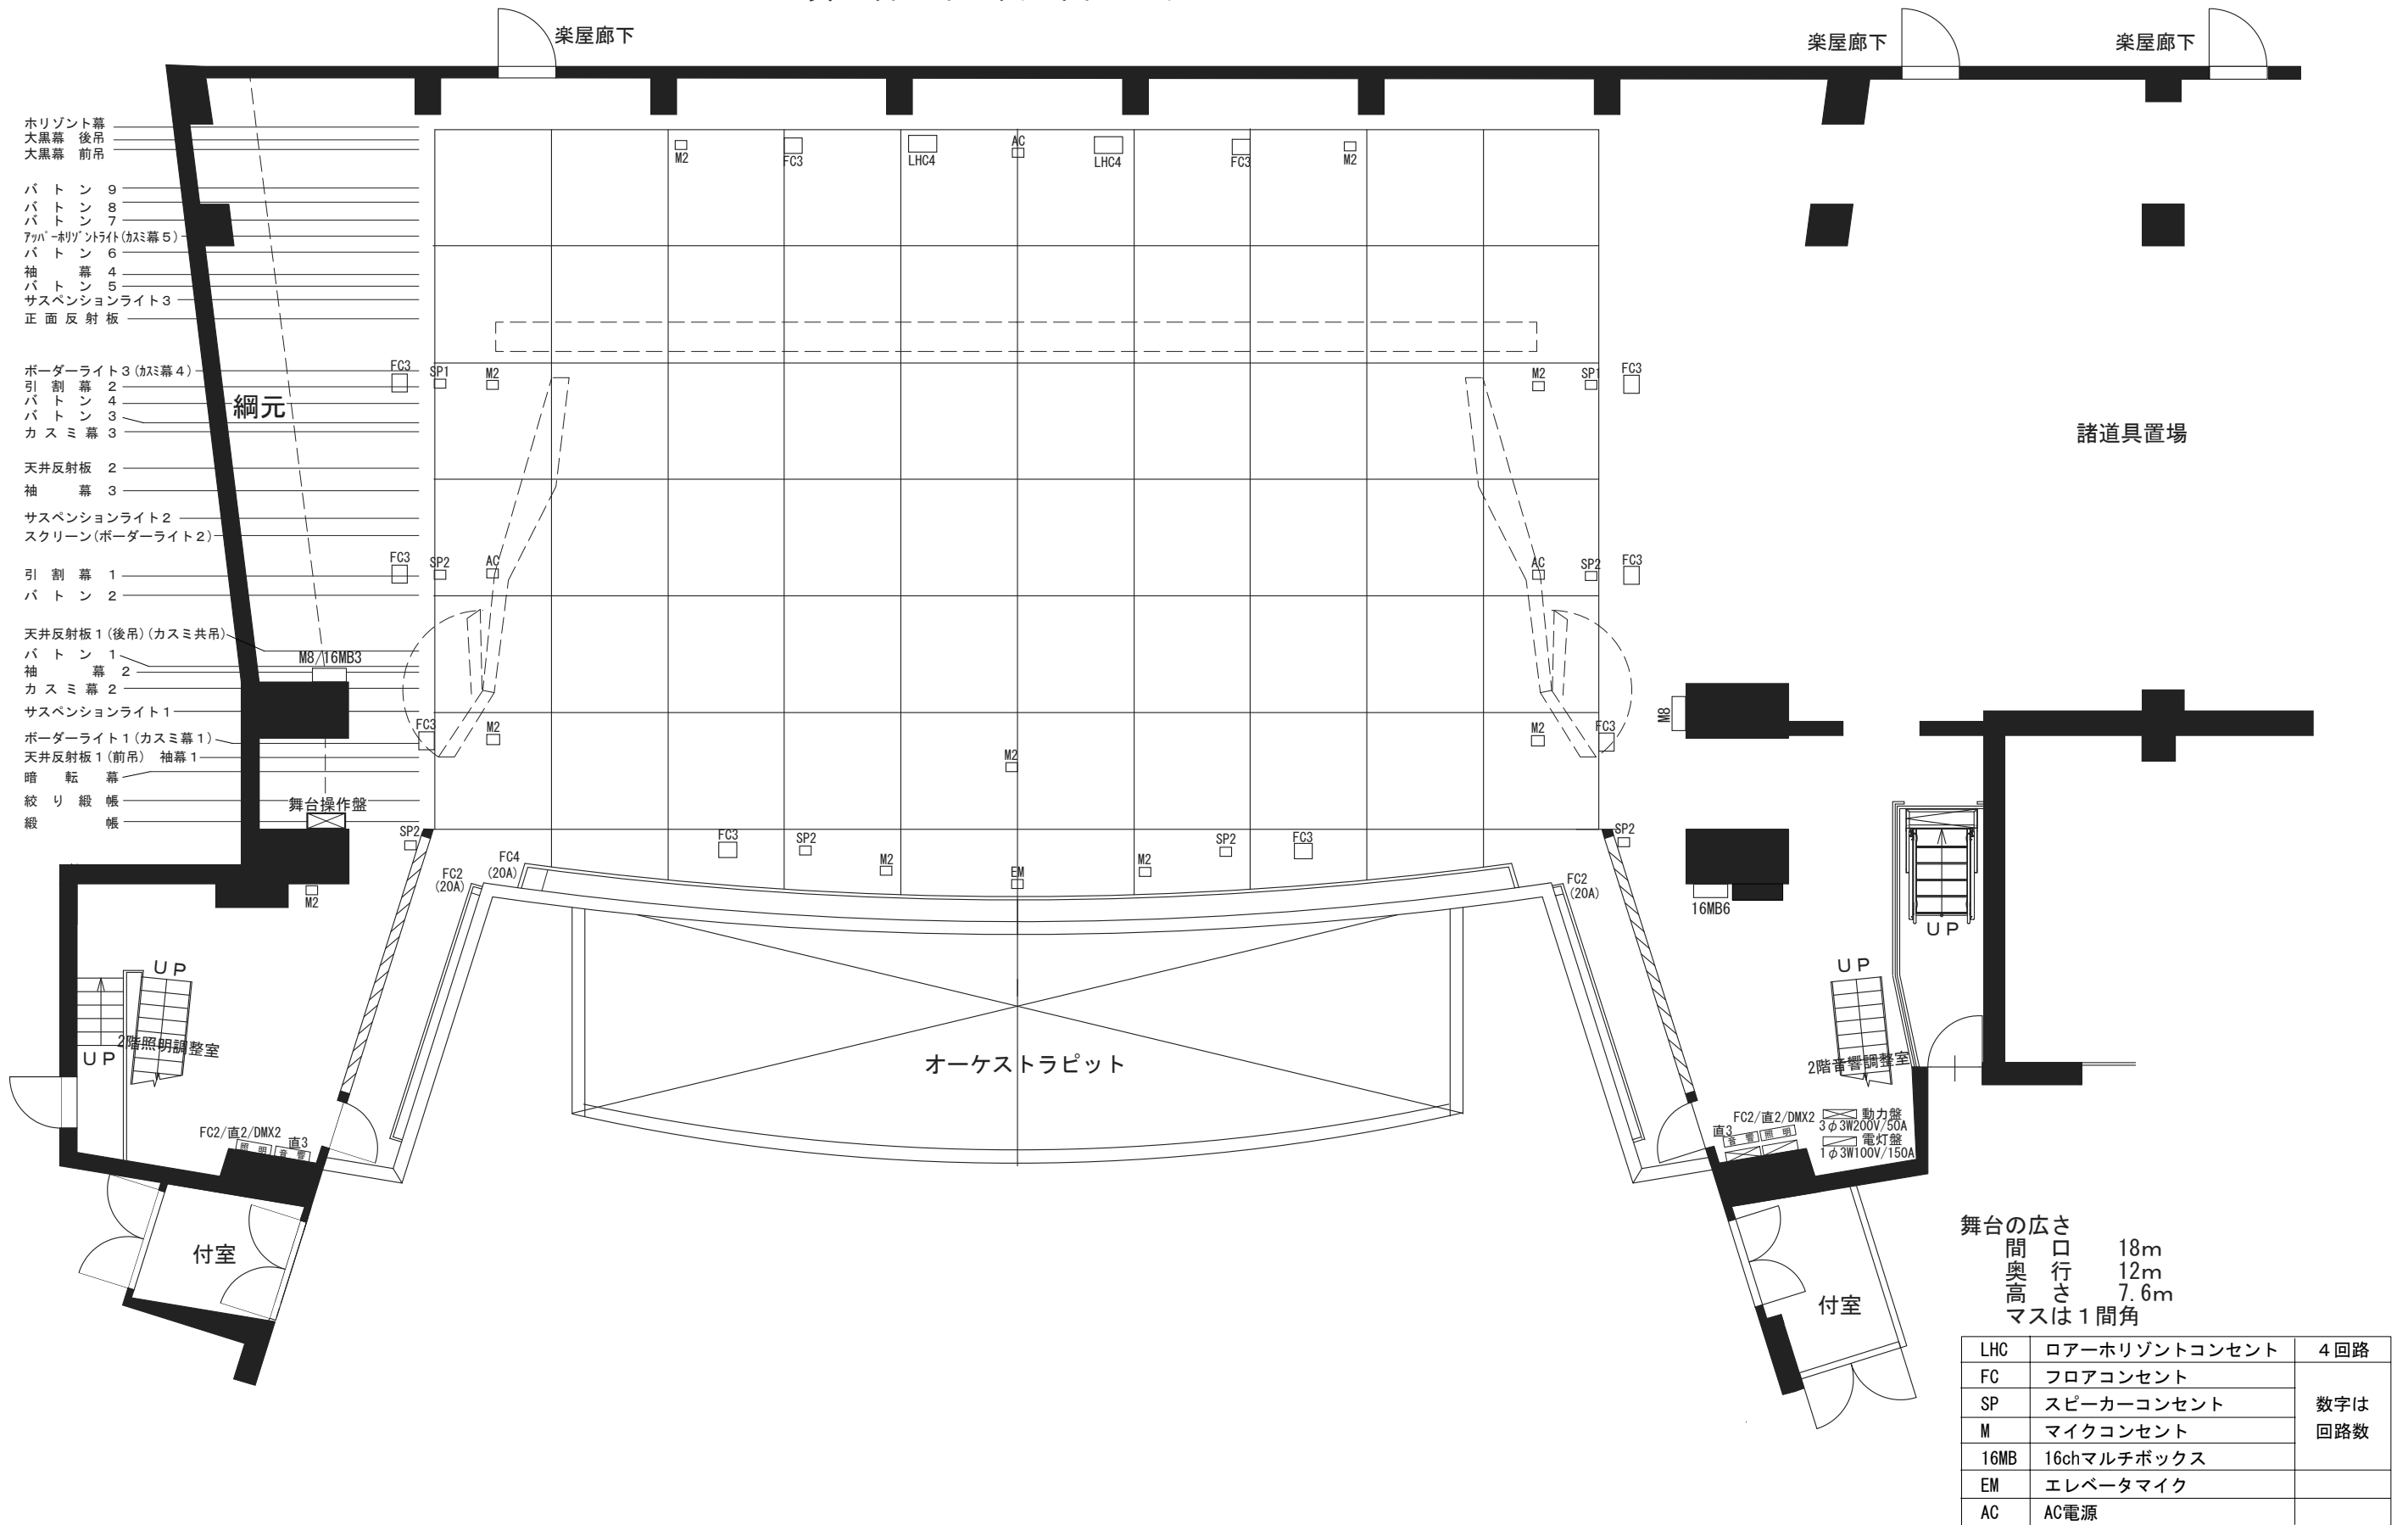 楽屋廊下
楽屋廊下
楽屋廊下
ホリゾント幕
大黒幕 後吊
大黒幕 前吊
バトン 9
バトン 8
バトン 7
アッパーホリゾントライト(カスミ幕5)
バトン 6
袖幕 4
バトン 5
サスペンションライト3
正面反射板
ボーダーライト3(カスミ幕4)
引割幕 2
バトン 4
バトン 3
カスミ幕3
天井反射板 2
袖幕 3
サスペンションライト2
スクリーン(ボーダーライト2)
引割幕 1
バトン 2
天井反射板1(後吊)(カスミ共吊)
バトン 1
袖幕 2
カスミ幕2
サスペンションライト1
ボーダーライト1(カスミ幕1)
天井反射板1(前吊) 袖幕1
暗転幕
絞り緞帳
緞帳
M2
FC3
LHC4
AC
LHC4
FC3
M2
FC3
SP1
M2
M2
SP1
FC3
綱元
諸道具置場
FC3
SP2
AC
AC
SP2
FC3
M8/16MB3
FC3
M2
M2
M2
FC3
M8
舞台操作盤
SP2
FC3
SP2
M2
EM
M2
SP2
FC3
SP2
FC2
(20A)
FC4
(20A)
FC2
(20A)
M2
16MB6
UP
UP
UP
UP
2階照明調整室
オーケストラピット
2階音響調整室
FC2/直2/DMX2
直3
照明
音響
FC2/直2/DMX2
直3
音響
照明
動力盤
3φ3W200V/50A
電灯盤
1φ3W100V/150A
付室
付室
舞台の広さ
間口 18m
奥行 12m
高さ 7.6m
マスは1間角
LHC ロアーホリゾントコンセント 4回路
FC フロアコンセント
SP スピーカーコンセント 数字は
M マイクコンセント 回路数
16MB 16chマルチボックス
EM エレベータマイク
AC AC電源